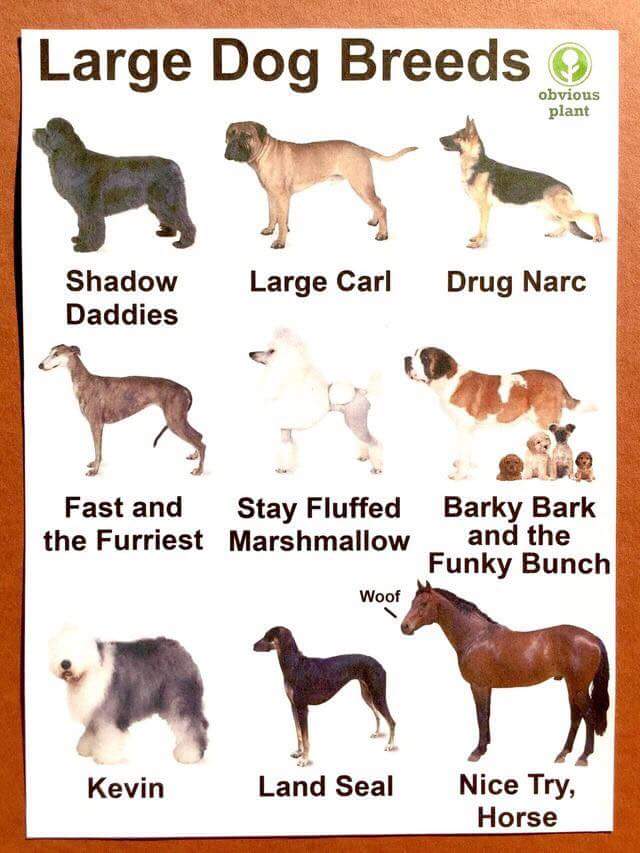 Large Dog Breeds
obvious
plant
Shadow
Daddies
Large Carl
Drug Narc
Fast and
the Furriest
Stay Fluffed
Marshmallow
Barky Bark
and the
Funky Bunch
Woof
Kevin
Land Seal
Nice Try,
Horse